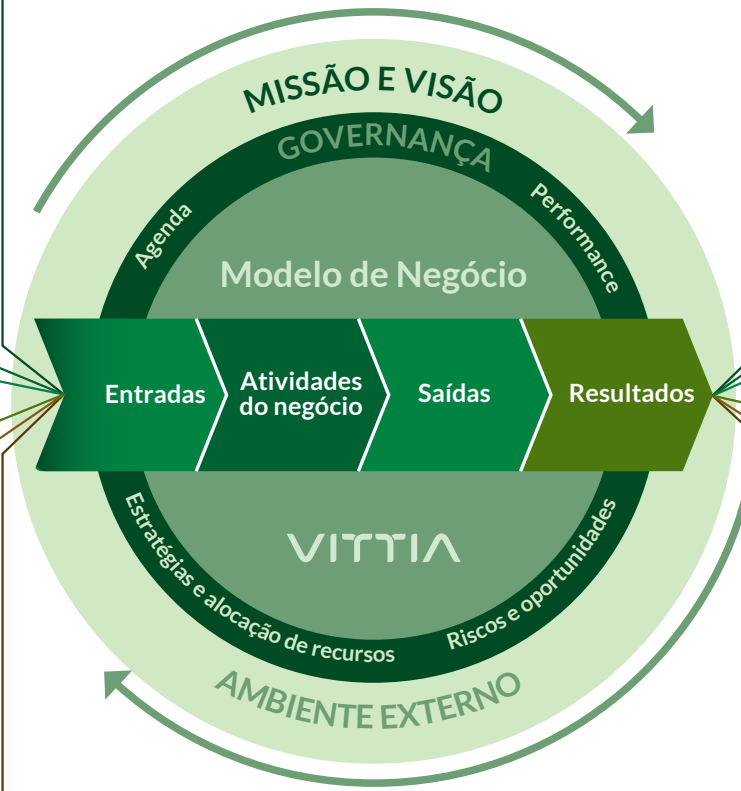 MISSÃO E VISÃO
GOVERNANÇA
Agenda
Performance
Modelo de Negócio
Entradas
Atividades
do negócio
Saídas
Resultados
VITTIA
Estratégias e alocação de recursos
Riscos e oportunidades
AMBIENTE EXTERNO